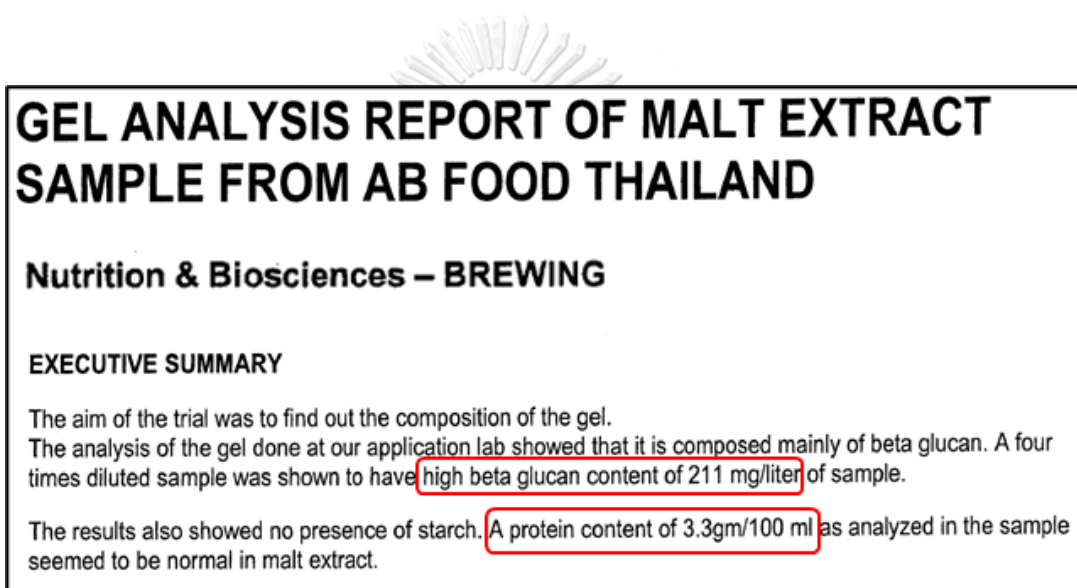 GEL ANALYSIS REPORT OF MALT EXTRACT
SAMPLE FROM AB FOOD THAILAND
Nutrition & Biosciences – BREWING
EXECUTIVE SUMMARY
The aim of the trial was to find out the composition of the gel.
The analysis of the gel done at our application lab showed that it is composed mainly of beta glucan. A four
times diluted sample was shown to have high beta glucan content of 211 mg/liter of sample.
The results also showed no presence of starch. A protein content of 3.3gm/100 ml as analyzed in the sample
seemed to be normal in malt extract.